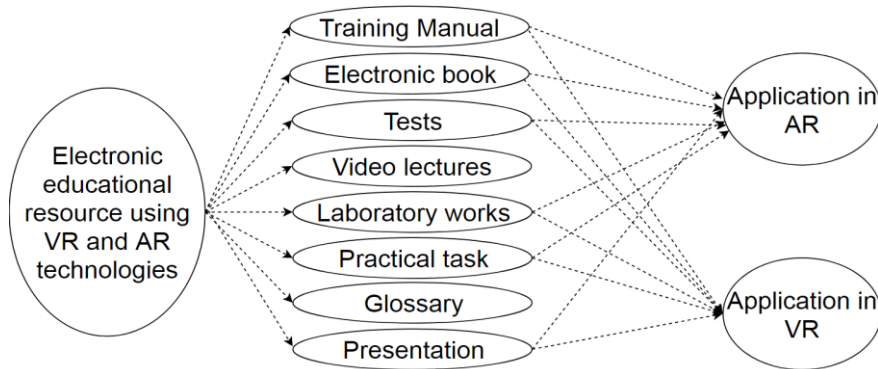 Electronic
educational
resource using
VR and AR
technologies
Training Manual
Electronic book
Tests
Video lectures
Laboratory works
Practical task
Glossary
Presentation
Application in
AR
Application in
VR